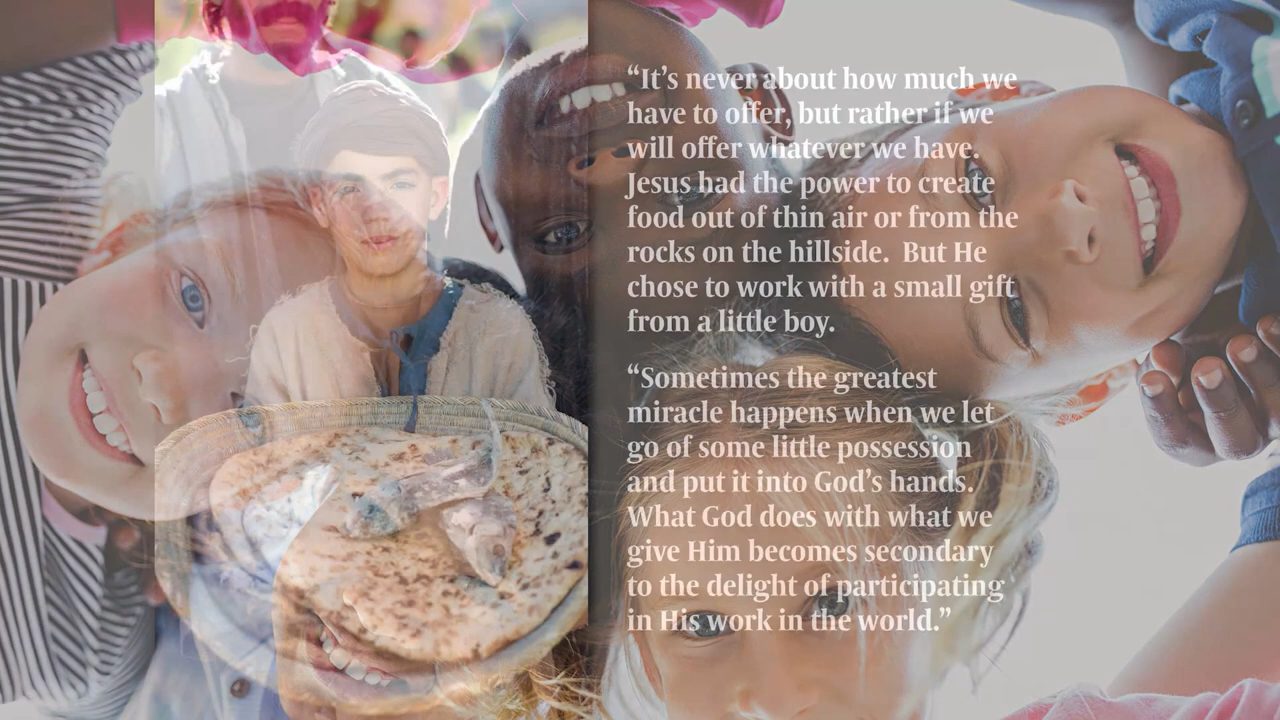 “It’s never about how much we
have to offer, but rather if we
will offer whatever we have.
Jesus had the power to create
food out of thin air or from the
rocks on the hillside.  But He
chose to work with a small gift
from a little boy.
“Sometimes the greatest
miracle happens when we let
go of some little possession
and put it into God’s hands.
What God does with what we
give Him becomes secondary
to the delight of participating
in His work in the world.”